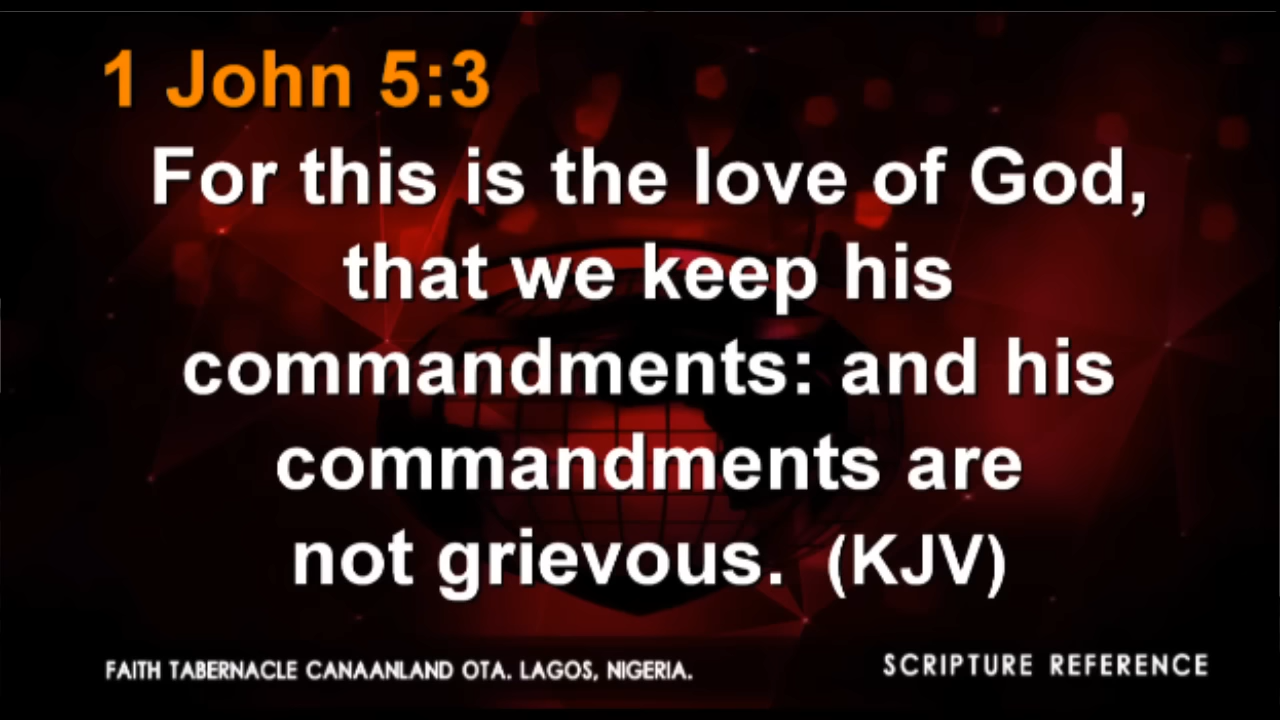 1 John 5:3
For this is the love of God,
that we keep his
commandments: and his
commandments are
not grievous.  (KJV)
FAITH TABERNACLE CANAANLAND OTA. LAGOS, NIGERIA.
SCRIPTURE REFERENCE